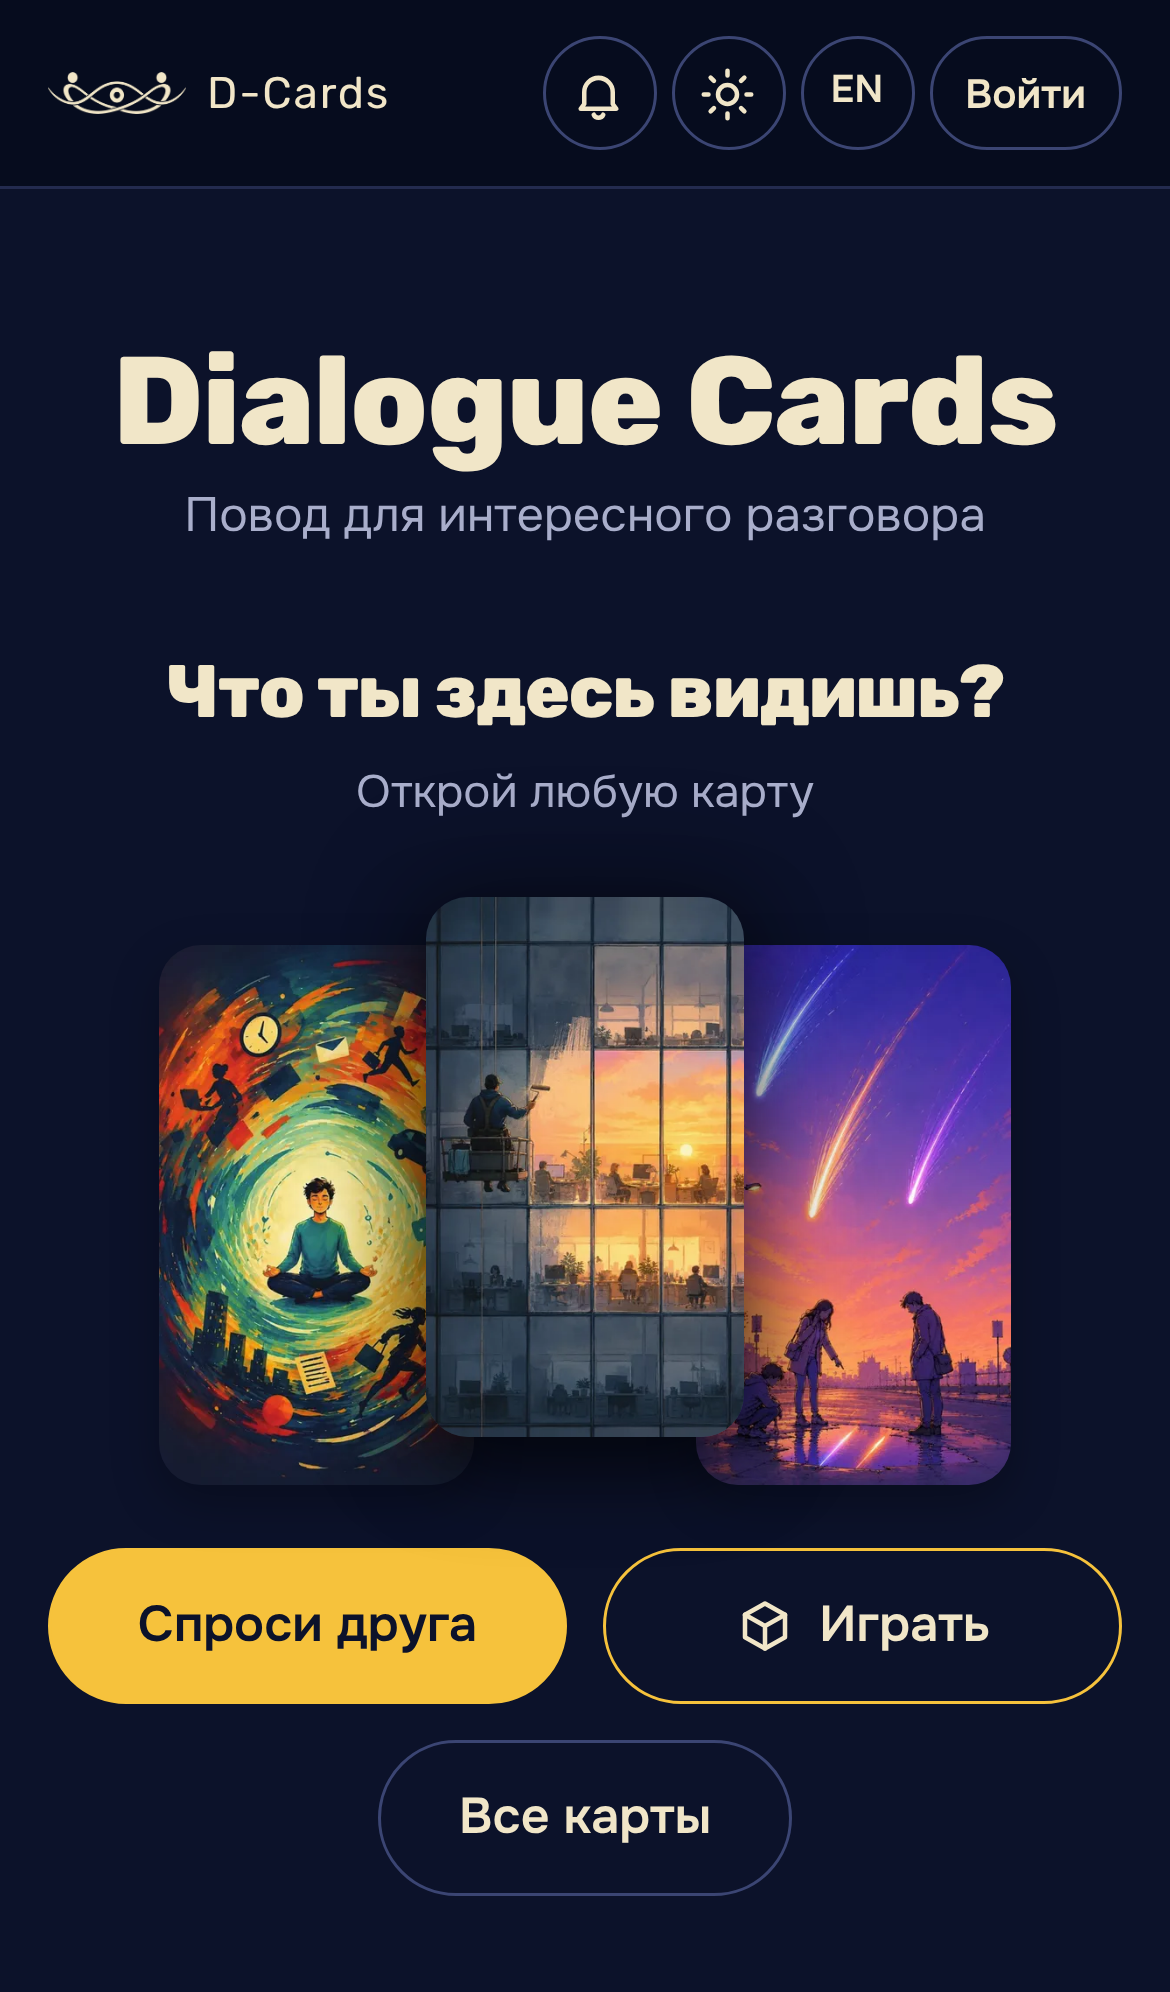 D-Cards
EN
Войти
Dialogue Cards
Повод для интересного разговора
Что ты здесь видишь?
Открой любую карту
Спроси друга
Играть
Все карты